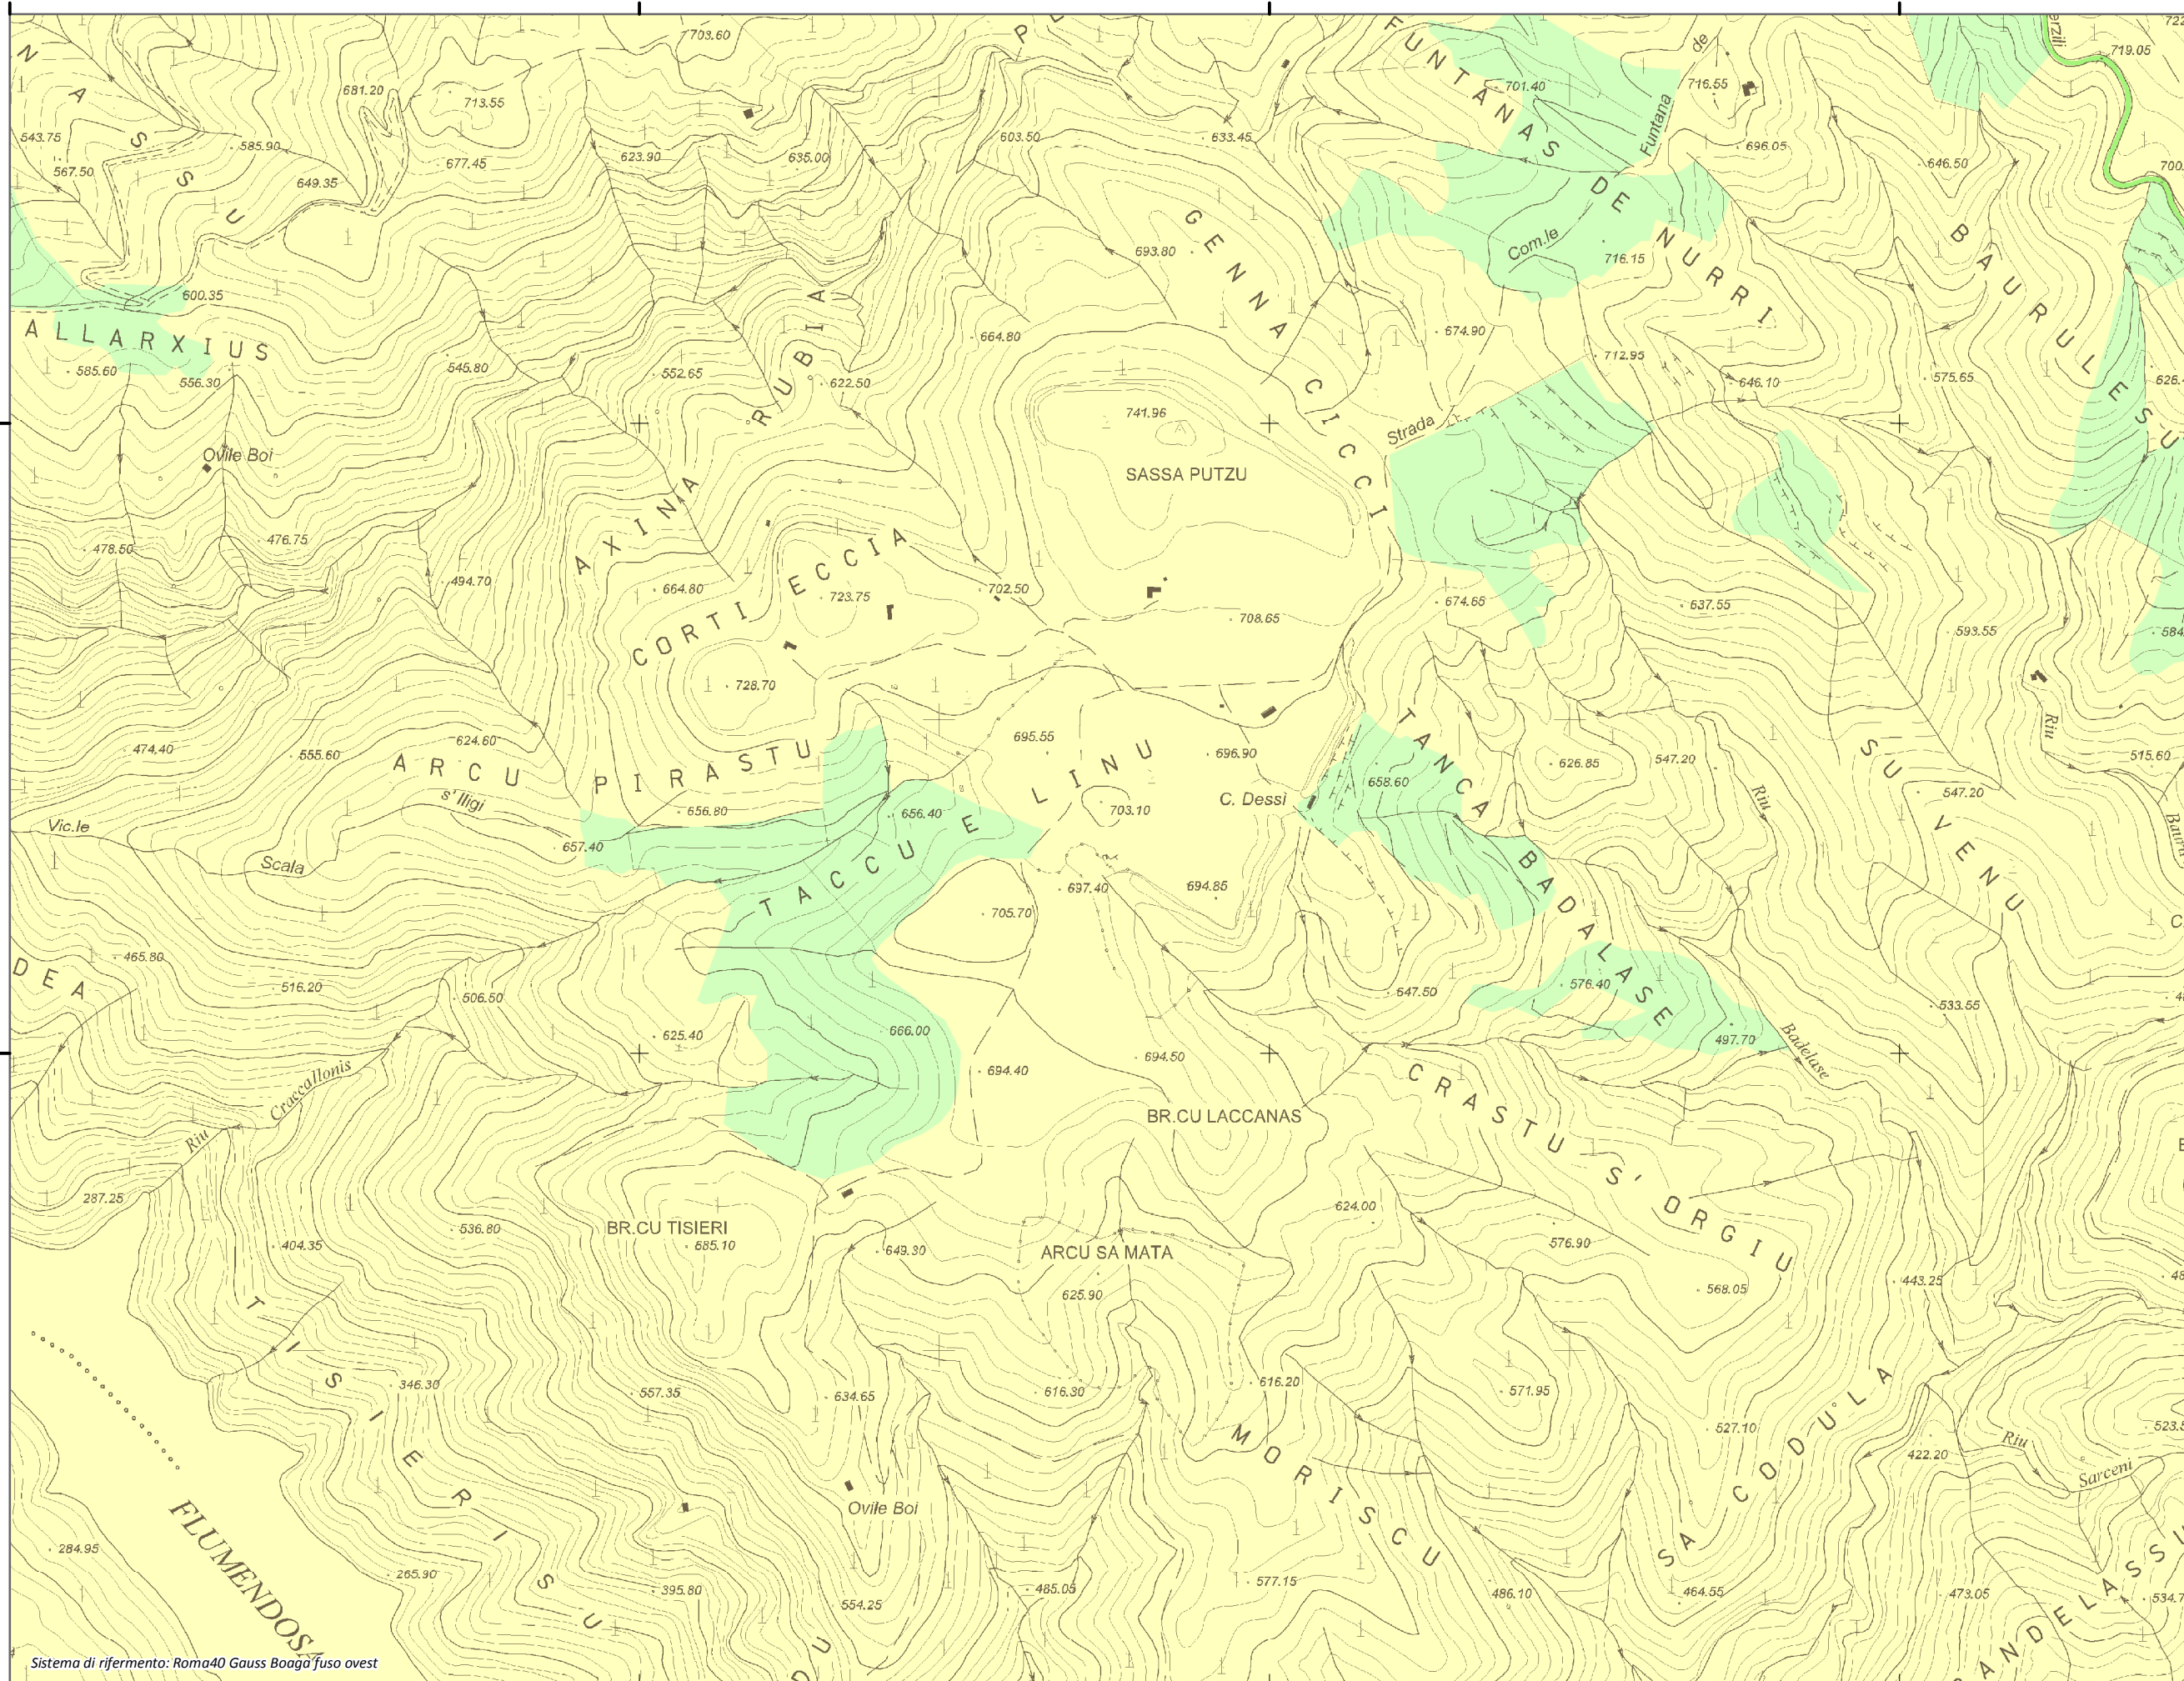 703.60
719.05
681.20
713.55
701.40
716.55
de
Funtana
543.75
567.50
585.90
649.35
677.45
623.90
635.00
603.50
633.45
696.05
646.50
FUNTANAS DE NURRI
NASSU
GENNA CICCI
693.80
Com.le
716.15
BAURULESU
600.35
ALLARXIUS
585.60
556.30
545.80
552.65
AXINA RUBIA
622.50
664.80
674.90
712.95
646.10
575.65
741.96
Strada
SASSA PUTZU
Ovile Boi
478.50
476.75
494.70
664.80
CORTI ECCIA
723.75
702.50
708.65
674.65
637.55
593.55
728.70
Riu
474.40
555.60
624.60
ARCU PIRASTU
s'Iligi
695.55
696.90
TANCA BADALASE
626.85
547.20
SU VENU
515.60
547.20
Vic.le
Scala
657.40
656.80
656.40
TACCU E LINU
703.10
C. Dessì
658.60
Riu
697.40
694.85
705.70
465.80
DEA
516.20
506.50
625.40
666.00
694.40
694.50
647.50
576.40
497.70
Badelase
533.55
Riu
Craccallonis
BR.CU LACCANAS
CRASTU S'ORGIU
287.25
404.35
536.80
BR.CU TISIERI
685.10
649.30
ARCU SA MATA
625.90
624.00
576.90
568.05
443.25
TISIERI SU
346.30
557.35
634.65
616.30
616.20
571.95
527.10
SA CODULA
422.20
Riu
Sarceni
MORISCU
Ovile Boi
FLUMENDOSA
284.95
265.90
395.80
554.25
485.05
577.15
486.10
464.55
473.05
Sistema di rifermento: Roma40 Gauss Boaga fuso ovest